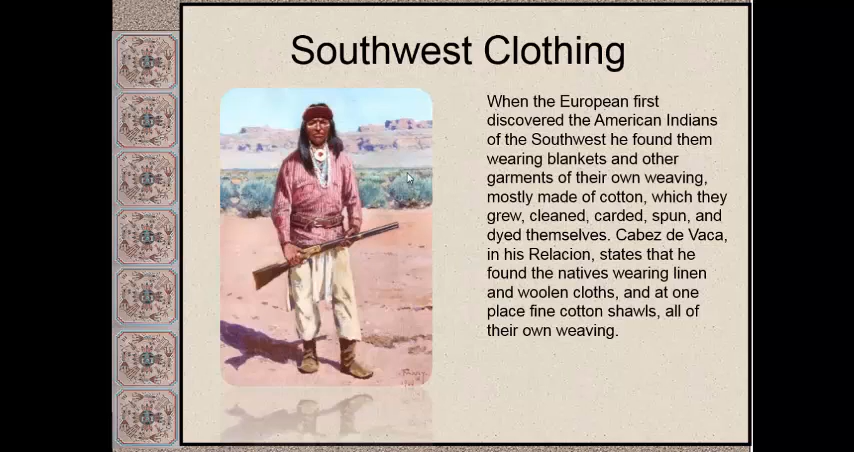 Southwest Clothing
When the European first
discovered the American Indians
of the Southwest he found them
wearing blankets and other
garments of their own weaving,
mostly made of cotton, which they
grew, cleaned, carded, spun, and
dyed themselves. Cabez de Vaca,
in his Relacion, states that he
found the natives wearing linen
and woolen cloths, and at one
place fine cotton shawls, all of
their own weaving.